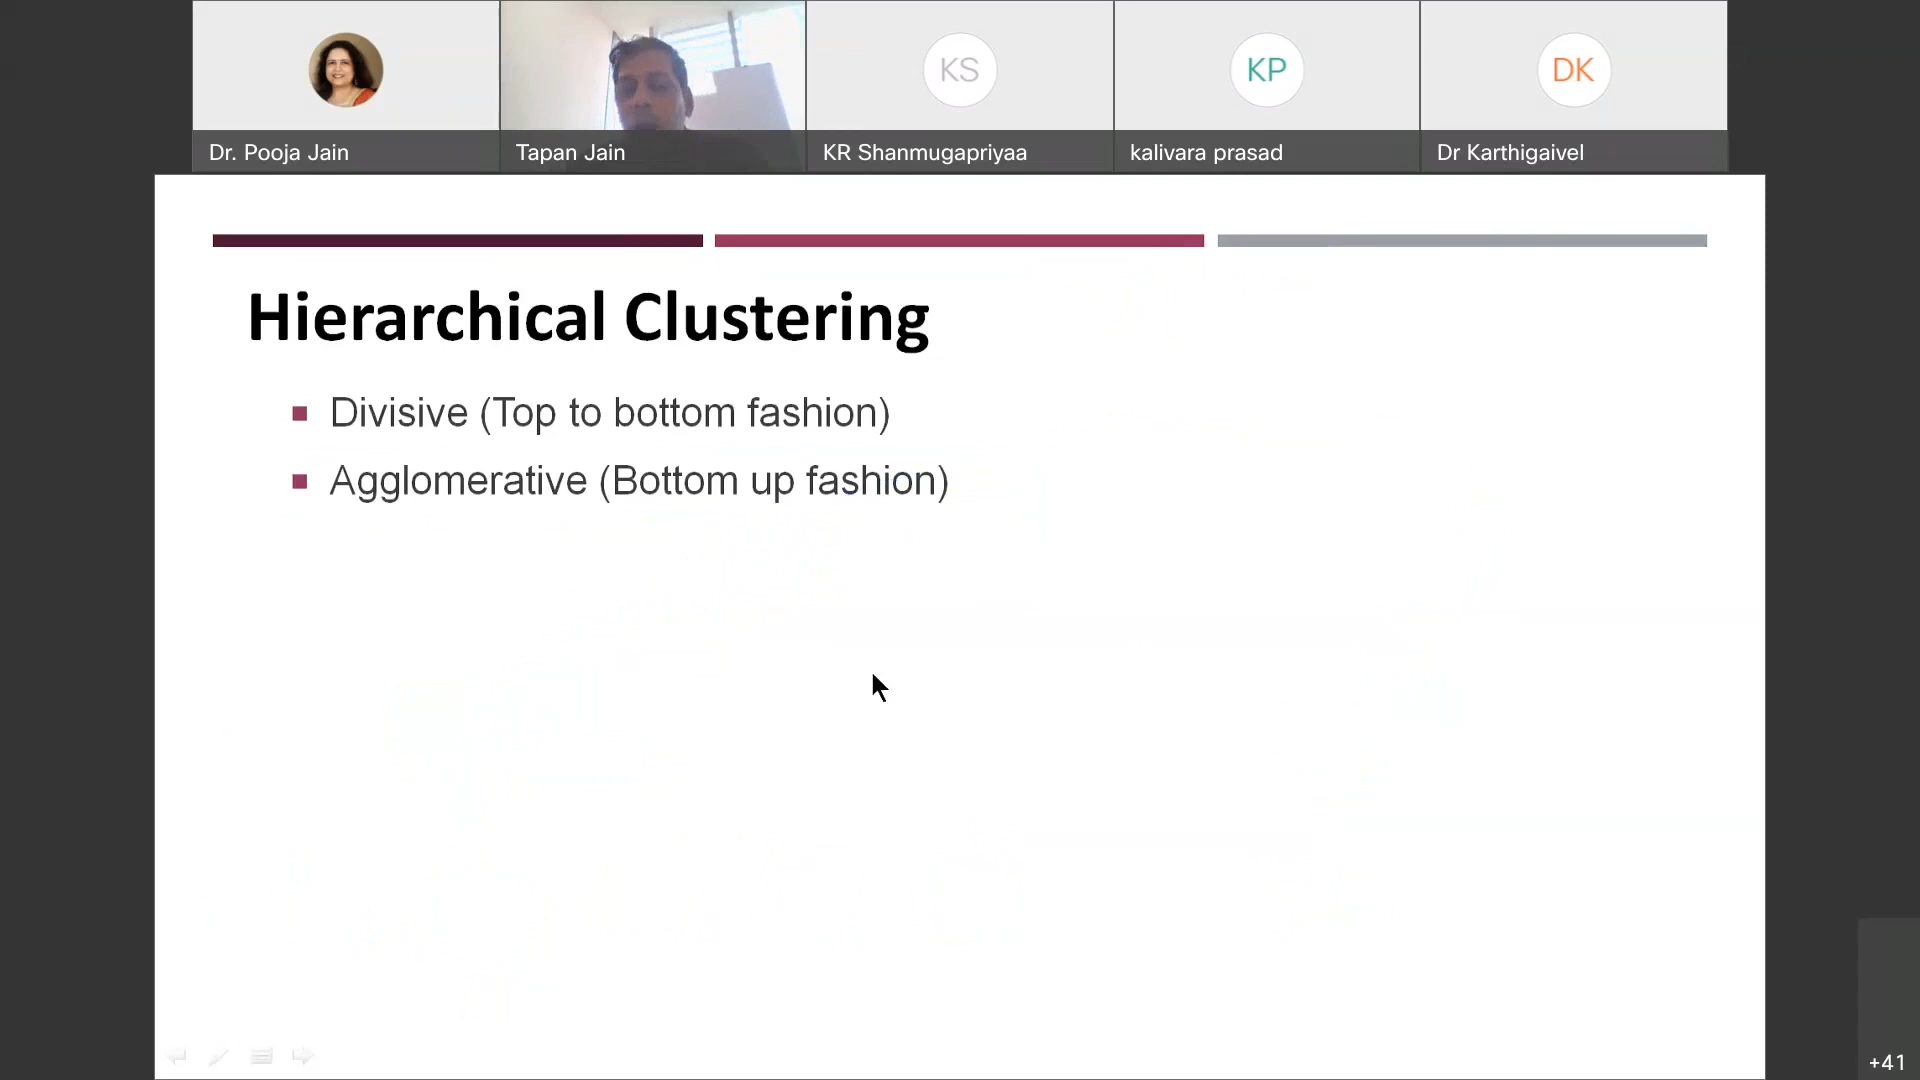 KS
KP
DK
Dr. Pooja Jain
Tapan Jain
KR Shanmugapriyaa
kalivara prasad
Dr Karthigaivel
Hierarchical Clustering
Divisive (Top to bottom fashion)
Agglomerative (Bottom up fashion)
+41